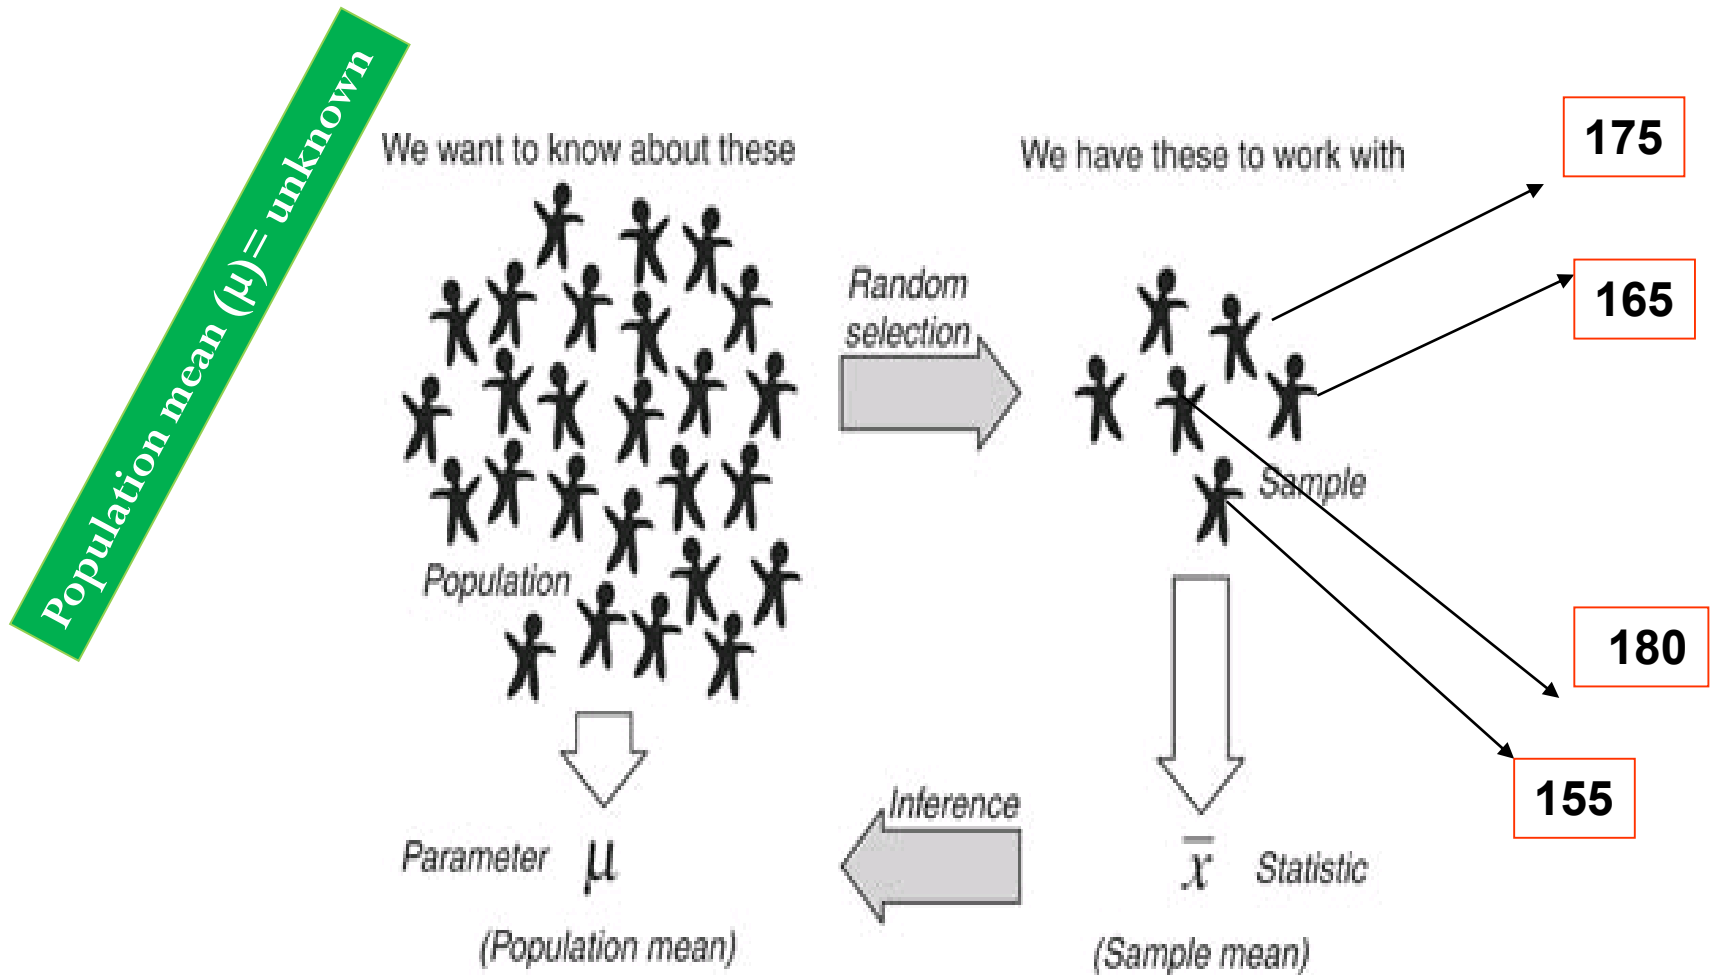 Population mean (μ)= unknown
We want to know about these
We have these to work with
175
165
Random
selection
Sample
Population
180
155
Inference
Parameter μ
x̄ Statistic
(Population mean)
(Sample mean)